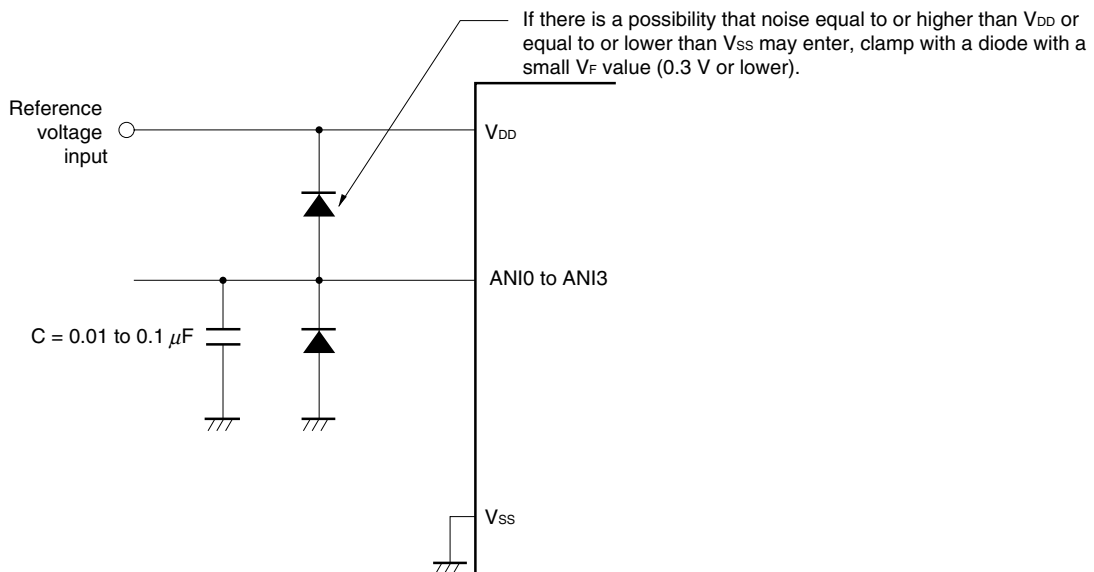 If there is a possibility that noise equal to or higher than VDD or
equal to or lower than VSS may enter, clamp with a diode with a
small VF value (0.3 V or lower).
Reference
voltage
input
VDD
ANI0 to ANI3
C = 0.01 to 0.1 μF
VSS